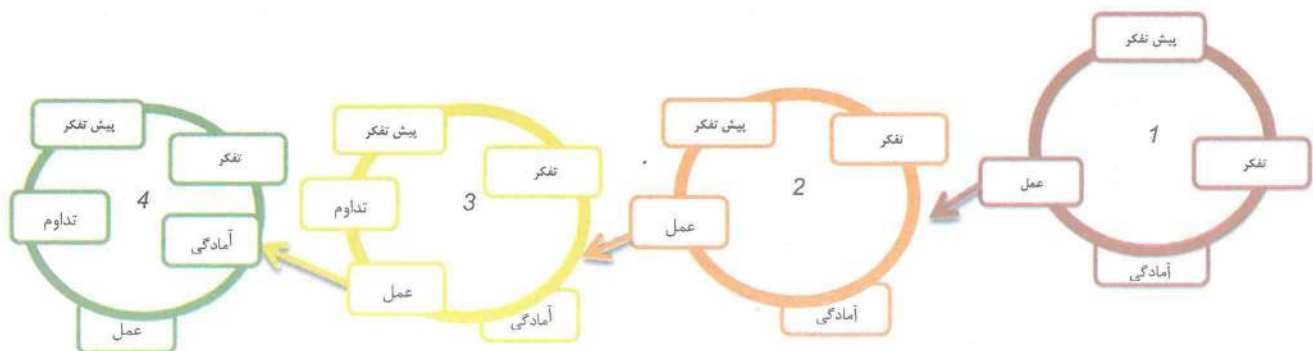 پیش تفکر
1
تفکر
عمل
آمادگی
پیش تفکر
تفکر
2
عمل
آمادگی
پیش تفکر
تفکر
3
تداوم
عمل
آمادگی
پیش تفکر
تفکر
4
تداوم
آمادگی
عمل